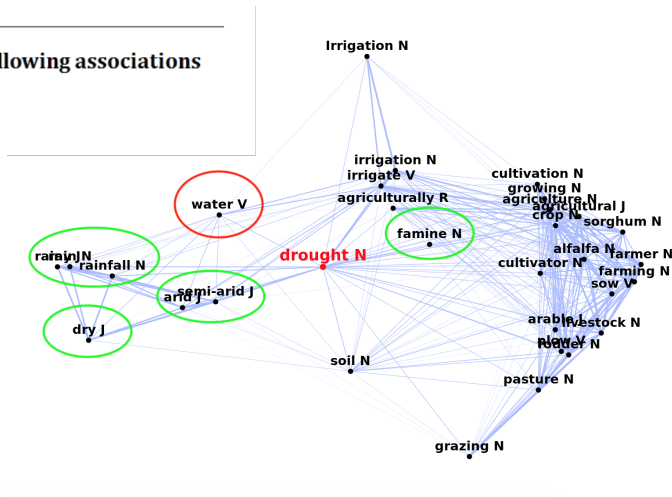 llowing associations
Irrigation N
irrigation N
irrigate V
agriculturally R
famine N
water V
drought N
rainfall N
semi-arid J
arid J
dry J
soil N
cultivation N
growing N
agriculture N
agricultural J
crop N
sorghum N
alfalfa N
farmer N
cultivator N
farming N
sow V
arable J
livestock N
plow V
fodder N
pasture N
grazing N